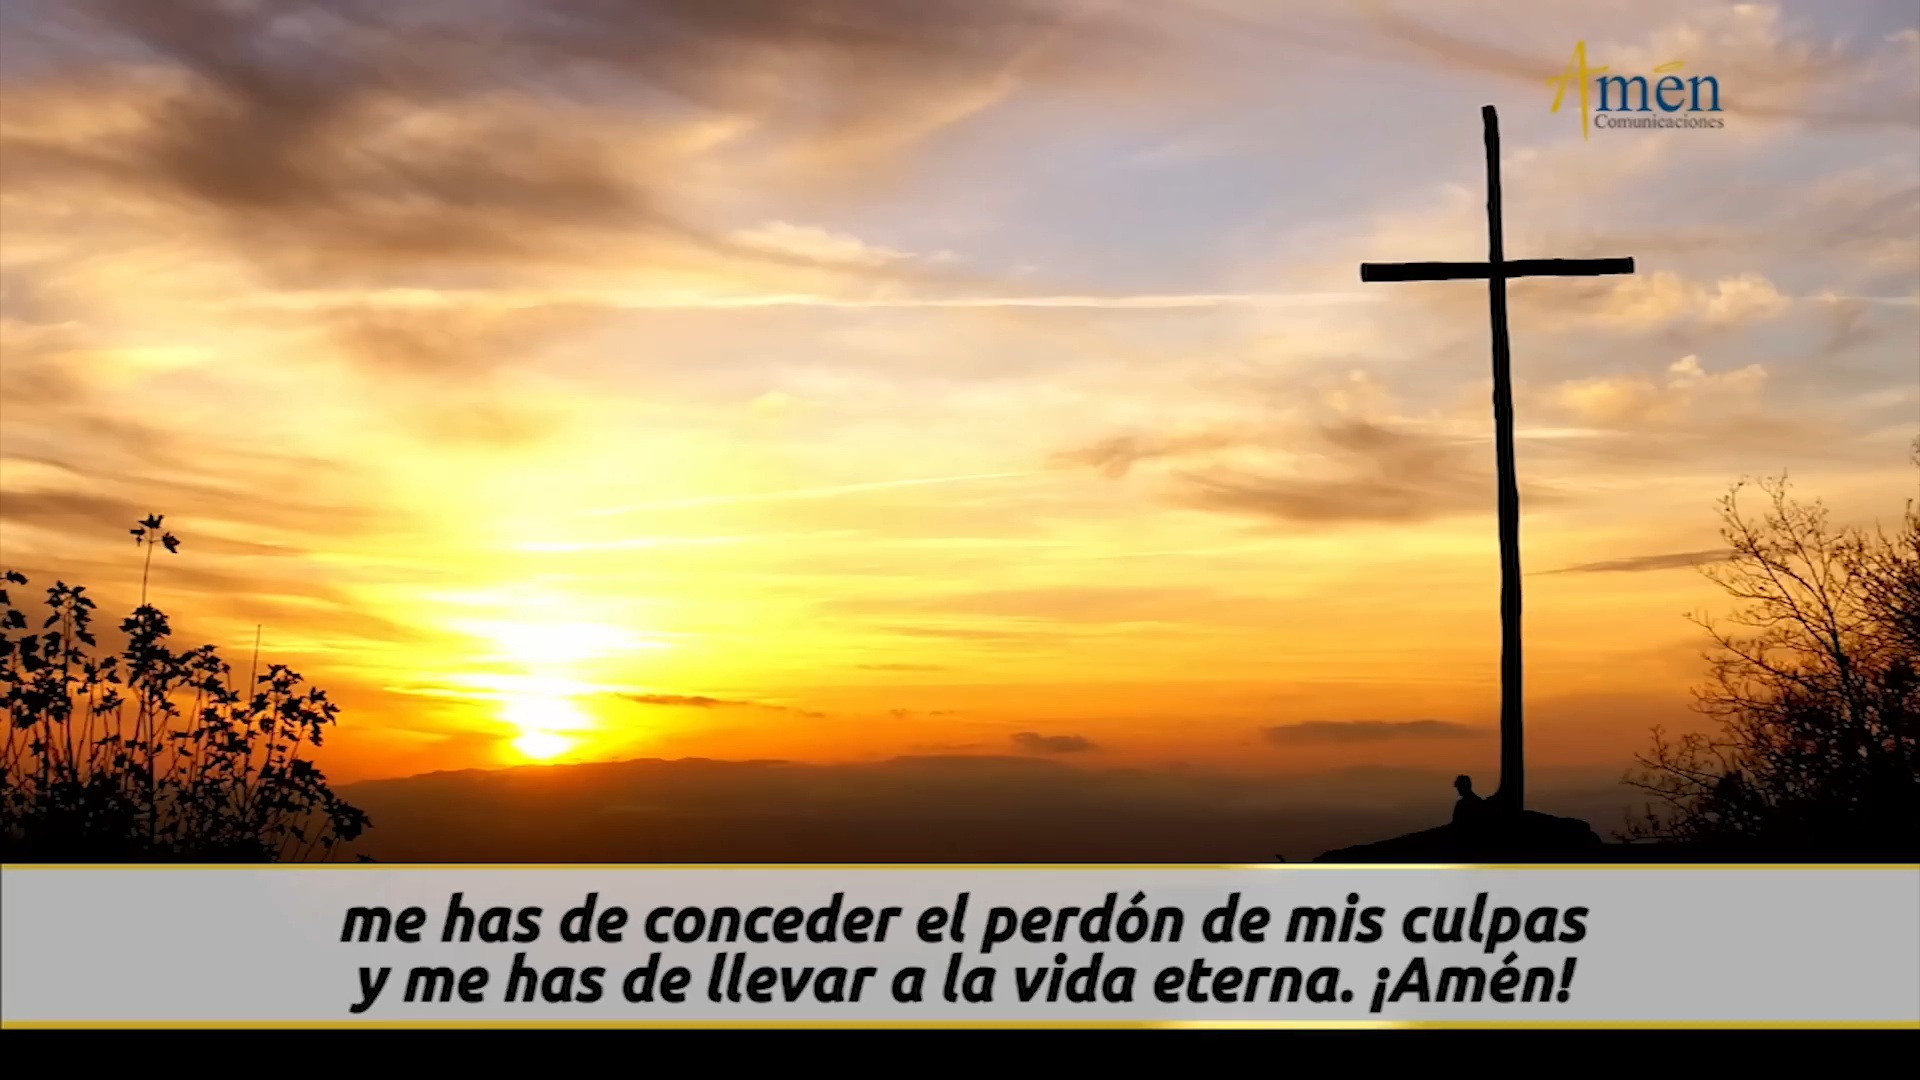 Amén
Comunicaciones
me has de conceder el perdón de mis culpas
y me has de llevar a la vida eterna. ¡Amén!